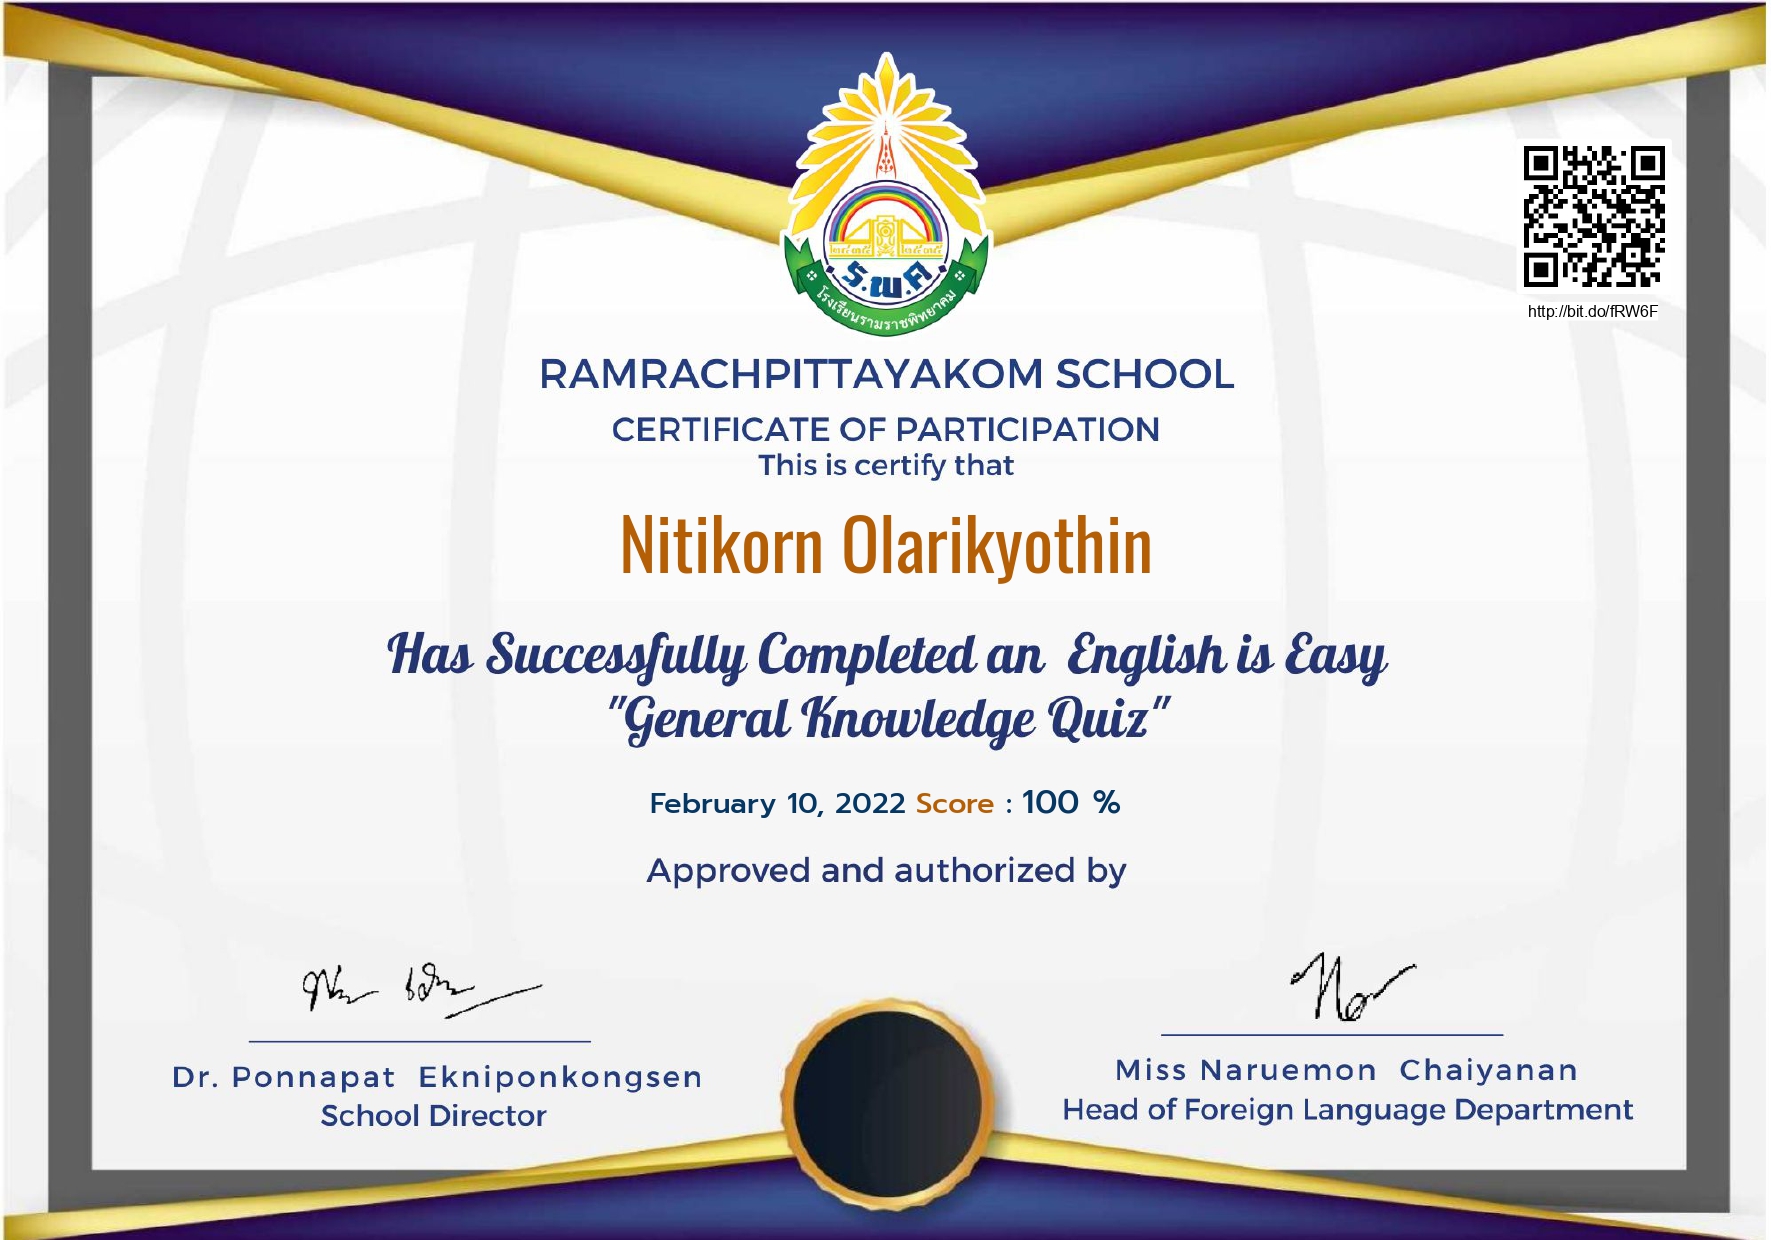 ร.พ.ค.
โรงเรียนรามราชพิทยาคม
http://bit.do/fRW6F
RAMRACHPITTAYAKOM SCHOOL
CERTIFICATE OF PARTICIPATION
This is certify that
Nitikorn Olarikyothin
Has Successfully Completed an English is Easy
"General Knowledge Quiz"
February 10, 2022 Score : 100 %
Approved and authorized by
Dr. Ponnapat Ekniponkongsen
School Director
Miss Naruemon Chaiyanan
Head of Foreign Language Department